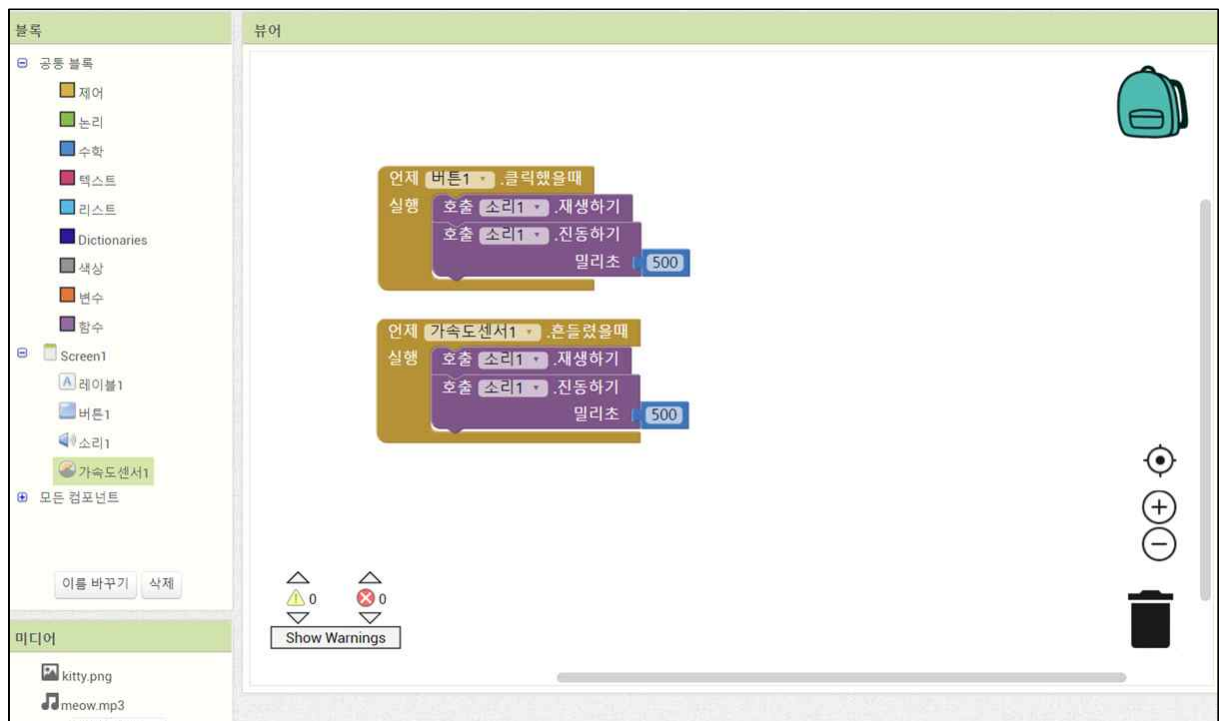 블록
공통 블록
제어
논리
수학
텍스트
리스트
Dictionaries
색상
변수
함수
Screen1
레이블1
버튼1
소리1
가속도센서1
모든 컴포넌트
이름 바꾸기 삭제
미디어
kitty.png
meow.mp3
뷰어
언제 버튼1 .클릭했을때
실행 호출 소리1 .재생하기
호출 소리1 .진동하기
밀리초 500
언제 가속도센서1 .흔들렸을때
실행 호출 소리1 .재생하기
호출 소리1 .진동하기
밀리초 500
0 0
Show Warnings